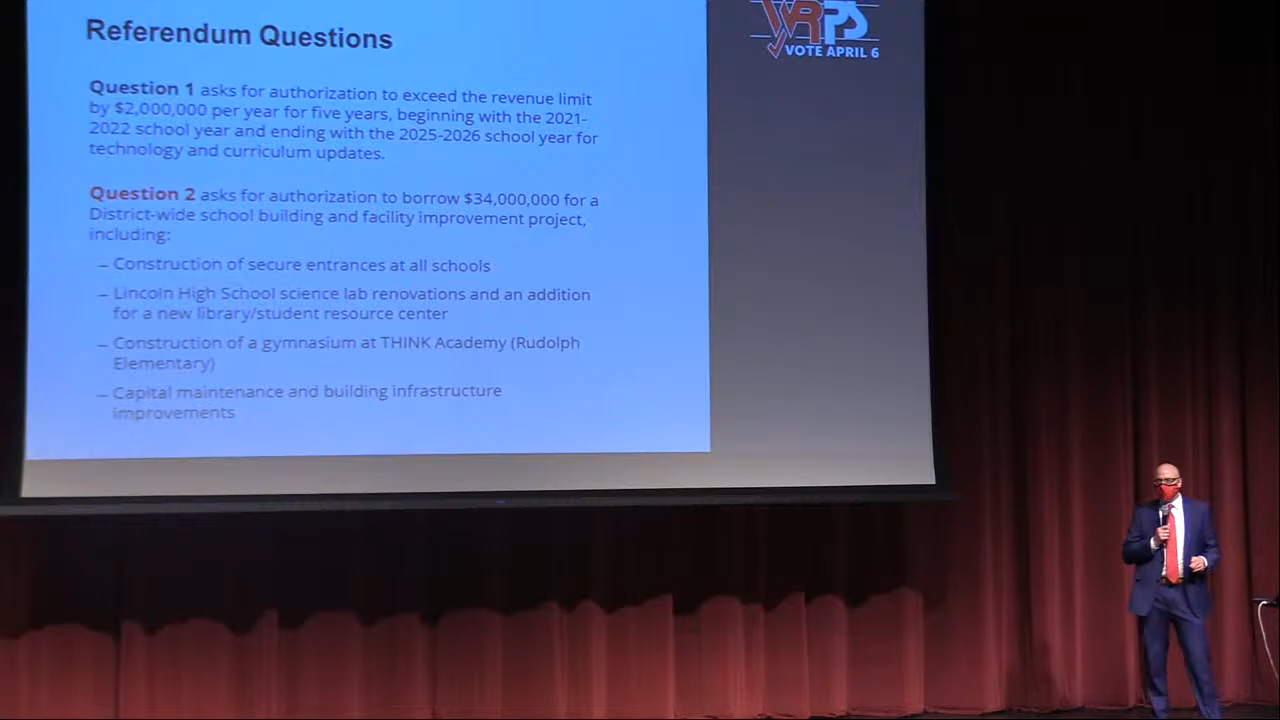 Referendum Questions
WRPS
VOTE APRIL 6
Question 1 asks for authorization to exceed the revenue limit
by $2,000,000 per year for five years, beginning with the 2021-
2022 school year and ending with the 2025-2026 school year for
technology and curriculum updates.
Question 2 asks for authorization to borrow $34,000,000 for a
District-wide school building and facility improvement project,
including:
– Construction of secure entrances at all schools
– Lincoln High School science lab renovations and an addition
for a new library/student resource center
– Construction of a gymnasium at THINK Academy (Rudolph
Elementary)
– Capital maintenance and building infrastructure
improvements